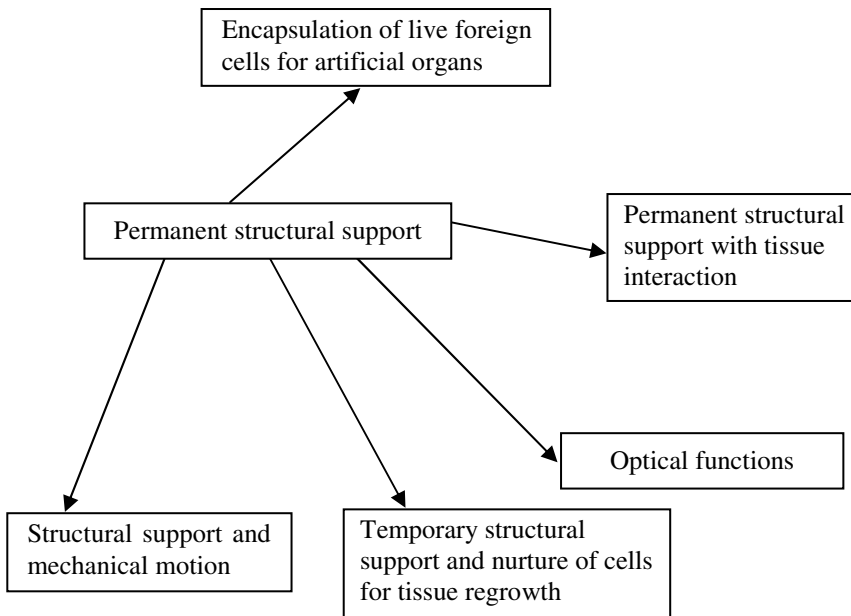 Encapsulation of live foreign
cells for artificial organs
Permanent structural support
Permanent structural
support with tissue
interaction
Optical functions
Structural support and
mechanical motion
Temporary structural
support and nurture of cells
for tissue regrowth